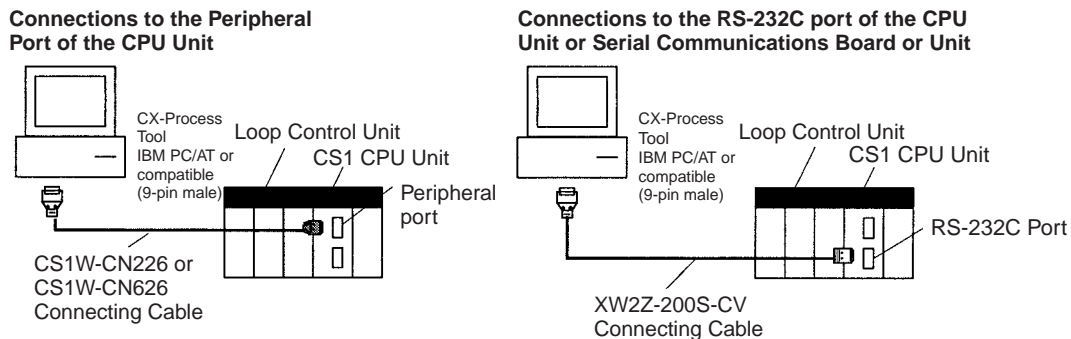 Connections to the Peripheral
Port of the CPU Unit
CX-Process
Tool
IBM PC/AT or
compatible
(9-pin male)
Loop Control Unit
CS1 CPU Unit
Peripheral
port
CS1W-CN226 or
CS1W-CN626
Connecting Cable
Connections to the RS-232C port of the CPU
Unit or Serial Communications Board or Unit
CX-Process
Tool
IBM PC/AT or
compatible
(9-pin male)
Loop Control Unit
CS1 CPU Unit
RS-232C Port
XW2Z-200S-CV
Connecting Cable